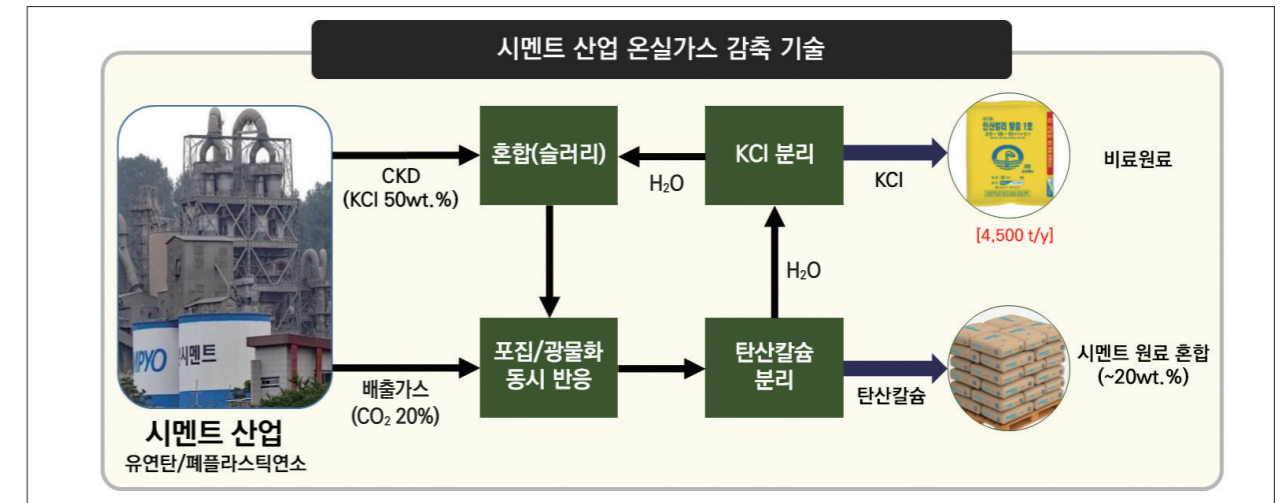 시멘트 산업 온실가스 감축 기술
혼합(슬러리)
KCl 분리
비료원료
CKD
(KCl 50wt.%)
H₂O
KCl
[4,500 t/y]
H₂O
포집/광물화
동시 반응
탄산칼슘
분리
시멘트 원료 혼합
(~20wt.%)
배출가스
(CO₂ 20%)
탄산칼슘
MPYO
시멘트
시멘트 산업
유연탄/폐플라스틱연소